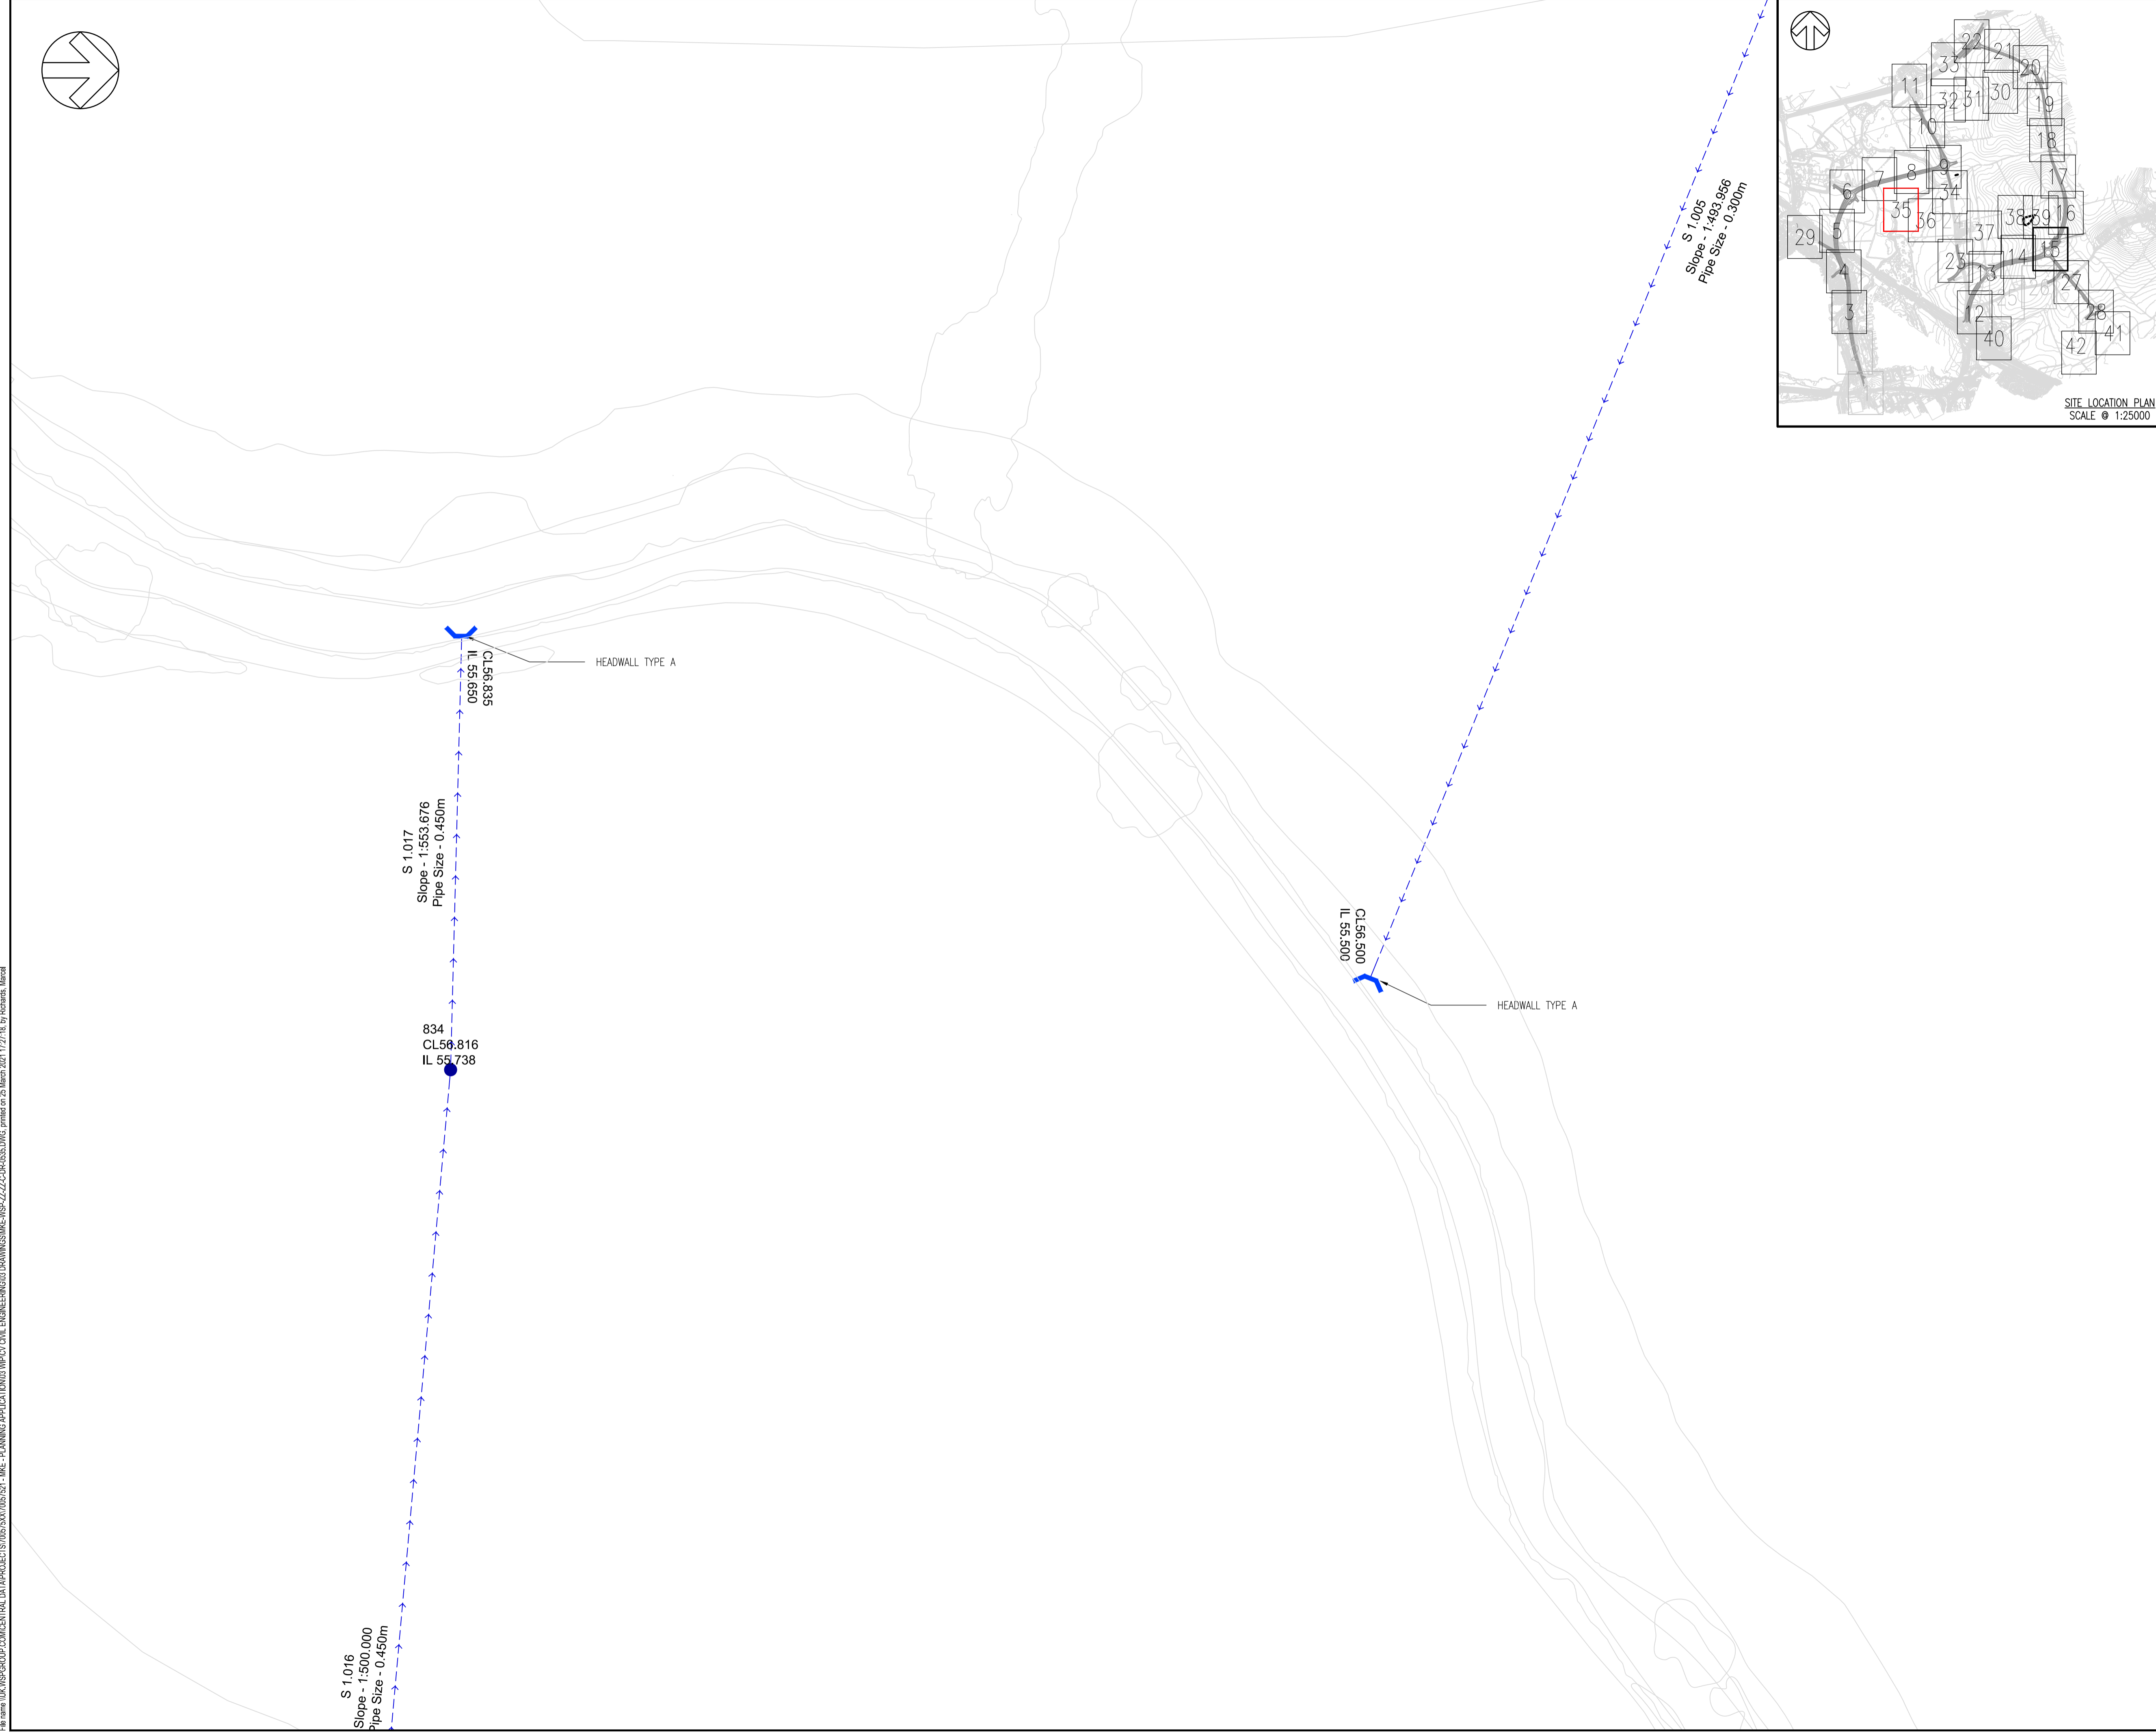 S 1.005
Slope - 1:493.956
Pipe Size - 0.300m
22
21
33
20
11
32
31
30
19
10
18
9
8
7
17
6
34
35
36
38
39
16
5
29
37
15
14
4
23
13
27
26
25
3
12
28
41
40
42
SITE LOCATION PLAN
SCALE @ 1:25000
HEADWALL TYPE A
CL56.835
IL 55.650
S 1.017
Slope - 1:553.676
Pipe Size - 0.450m
CL56.500
IL 55.500
HEADWALL TYPE A
834
CL56.816
IL 55.738
S 1.016
Slope - 1:500.000
Pipe Size - 0.450m